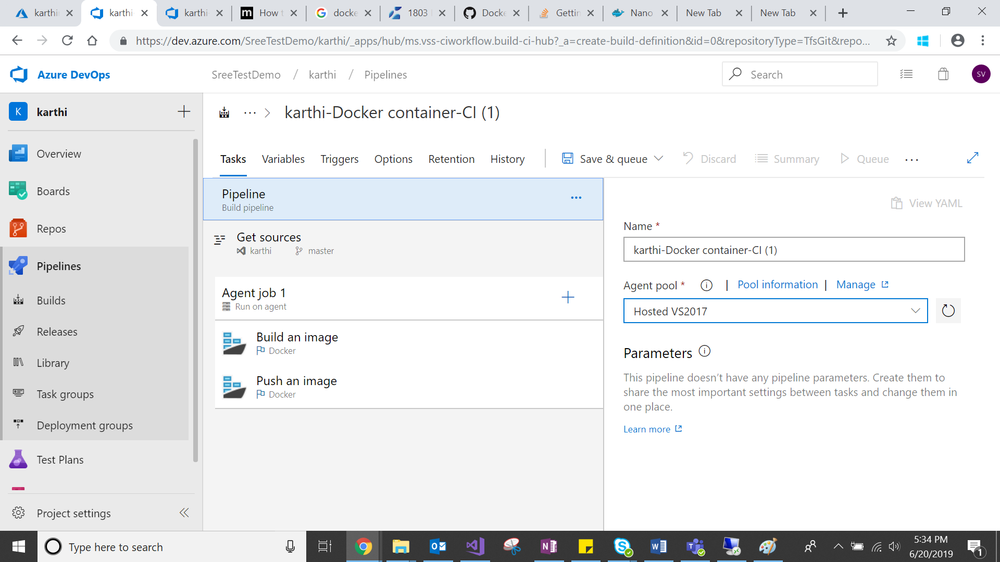 karthi
karthi-
karthi-
How t
docke
1803
Docke
Gettin
Nano
New Tab
New Tab
https://dev.azure.com/SreeTestDemo/karthi/_apps/hub/ms.vss-ciworkflow.build-ci-hub?_a=create-build-definition&id=0&repositoryType=TfsGit&repo...
Azure DevOps
SreeTestDemo / karthi / Pipelines
Search
SV
K karthi
karthi-Docker container-CI (1)
Overview
Boards
Repos
Pipelines
Builds
Releases
Library
Task groups
Deployment groups
Test Plans
Project settings
Tasks Variables Triggers Options Retention History
Save & queue Discard Summary Queue
Pipeline
Build pipeline
Get sources
karthi master
Agent job 1
Run on agent
Build an image
Docker
Push an image
Docker
View YAML
Name *
karthi-Docker container-CI (1)
Agent pool * | Pool information | Manage
Hosted VS2017
Parameters
This pipeline doesn’t have any pipeline parameters. Create them to
share the most important settings between tasks and change them in
one place.
Learn more
Type here to search
5:34 PM
6/20/2019
1